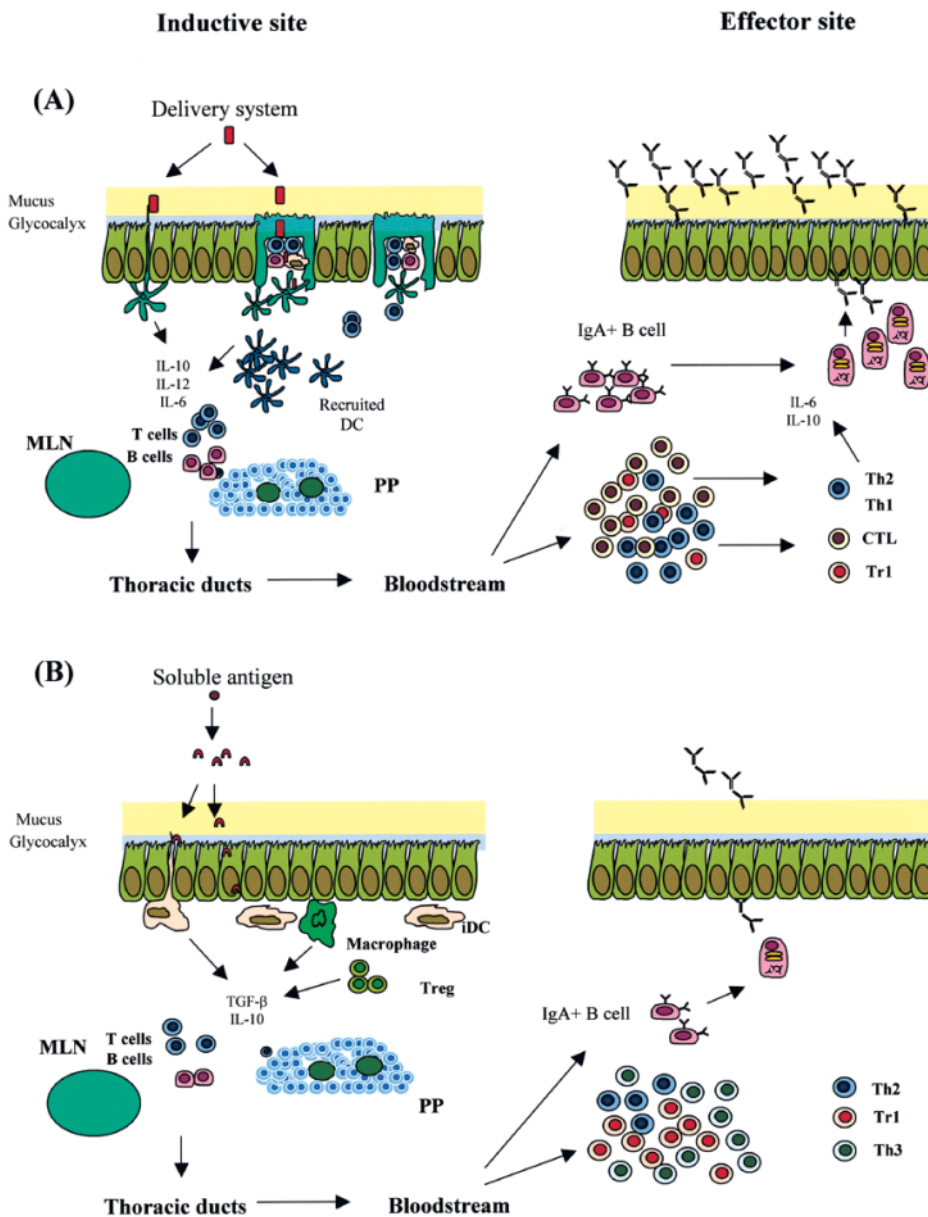 Inductive site
Effector site
(A)
Delivery system
Mucus
Glycocalyx
IL-10
IL-12
IL-6
Recruited
DC
T cells
B cells
MLN
PP
Thoracic ducts
Bloodstream
IgA+ B cell
IL-6
IL-10
Th2
Th1
CTL
Tr1
(B)
Soluble antigen
Mucus
Glycocalyx
iDC
Macrophage
Treg
TGF-β
IL-10
T cells
B cells
MLN
PP
Thoracic ducts
Bloodstream
IgA+ B cell
Th2
Tr1
Th3